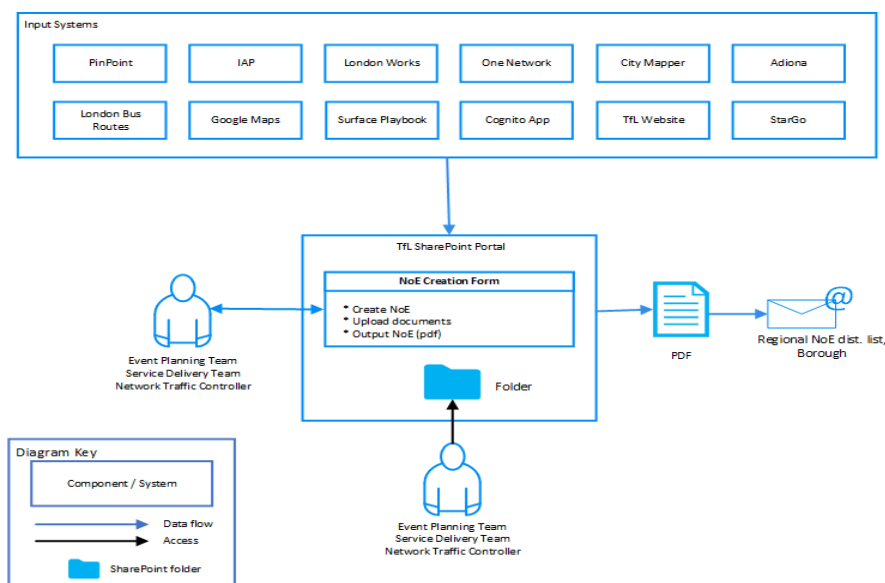 Input Systems
PinPoint
IAP
London Works
One Network
City Mapper
Adiona
London Bus
Routes
Google Maps
Surface Playbook
Cognito App
TfL Website
StarGo
TfL SharePoint Portal
NoE Creation Form
* Create NoE
* Upload documents
* Output NoE (pdf)
Folder
Event Planning Team
Service Delivery Team
Network Traffic Controller
PDF
@
Regional NoE dist. list,
Borough
Event Planning Team
Service Delivery Team
Network Traffic Controller
Diagram Key
Component / System
Data flow
Access
SharePoint folder